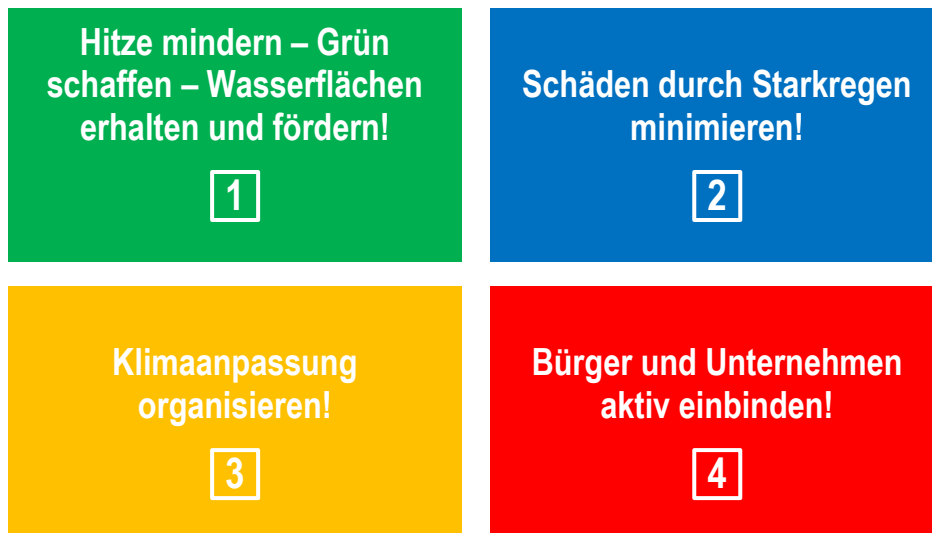 Hitze mindern – Grün
schaffen – Wasserflächen
erhalten und fördern!
1
Schäden durch Starkregen
minimieren!
2
Klimaanpassung
organisieren!
3
Bürger und Unternehmen
aktiv einbinden!
4